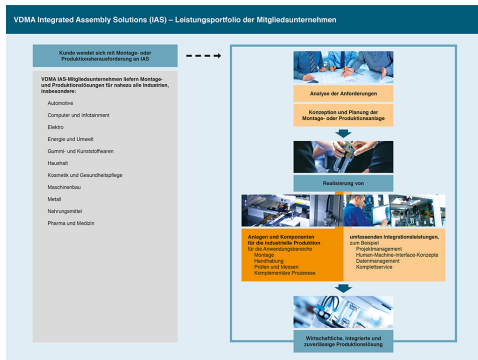 VDMA Integrated Assembly Solutions (IAS) – Leistungsportfolio der Mitgliedsunternehmen
Kunde wendet sich mit Montage- oder
Produktionsherausforderung an IAS
VDMA IAS-Mitgliedsunternehmen liefern Montage-
und Produktionslösungen für nahezu alle Industrien,
insbesondere:
Automotive
Computer und Infotainment
Elektro
Energie und Umwelt
Gummi- und Kunststoffwaren
Haushalt
Kosmetik und Gesundheitspflege
Maschinenbau
Metall
Nahrungsmittel
Pharma und Medizin
Analyse der Anforderungen
Konzeption und Planung der
Montage- oder Produktionsanlage
Realisierung von
Anlagen und Komponenten
für die industrielle Produktion
für die Anwendungsbereiche
Montage
Handhabung
Prüfen und Messen
Komplementäre Prozesse
umfassenden Integrationsleistungen,
zum Beispiel
Projektmanagement
Human-Machine-Interface-Konzepte
Datenmanagement
Komplettservice
Wirtschaftliche, integrierte und
zuverlässige Produktionslösung